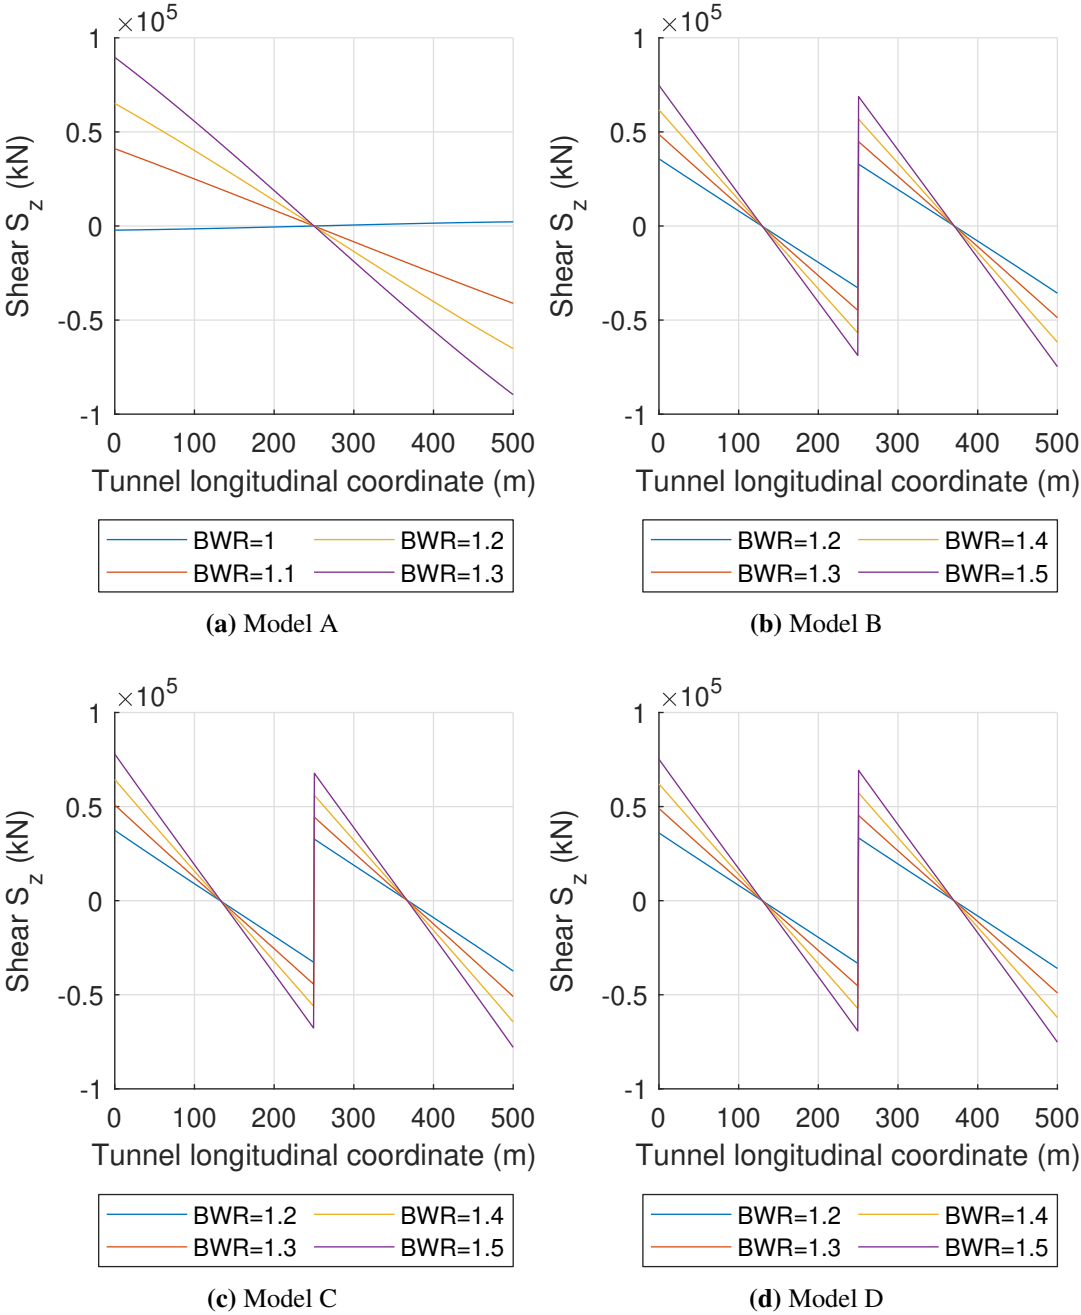 ×10^5
1
0.5
0
-0.5
-1
Shear S_z (kN)
0 100 200 300 400 500
Tunnel longitudinal coordinate (m)
BWR=1 BWR=1.2
BWR=1.1 BWR=1.3
(a) Model A
×10^5
1
0.5
0
-0.5
-1
Shear S_z (kN)
0 100 200 300 400 500
Tunnel longitudinal coordinate (m)
BWR=1.2 BWR=1.4
BWR=1.3 BWR=1.5
(b) Model B
×10^5
1
0.5
0
-0.5
-1
Shear S_z (kN)
0 100 200 300 400 500
Tunnel longitudinal coordinate (m)
BWR=1.2 BWR=1.4
BWR=1.3 BWR=1.5
(c) Model C
×10^5
1
0.5
0
-0.5
-1
Shear S_z (kN)
0 100 200 300 400 500
Tunnel longitudinal coordinate (m)
BWR=1.2 BWR=1.4
BWR=1.3 BWR=1.5
(d) Model D